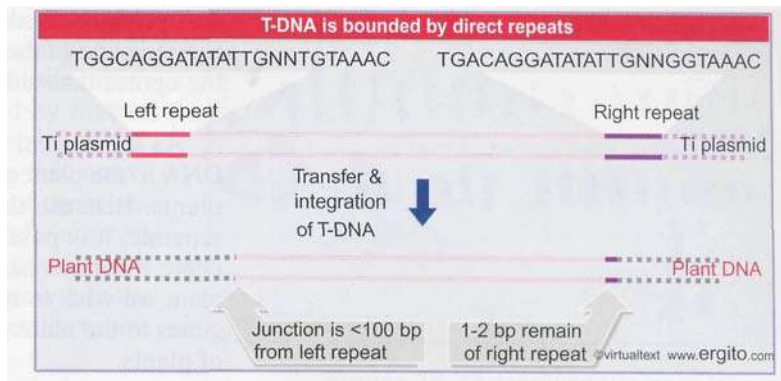 T-DNA is bounded by direct repeats
TGGCAGGATATATTGNNTGTAAAC TGACAGGATATATTGNNGGTAAAC
Left repeat Right repeat
Ti plasmid Ti plasmid
Transfer &
integration
of T-DNA
Plant DNA Plant DNA
Junction is <100 bp 1-2 bp remain
from left repeat of right repeat ©virtualtext www.ergito.com